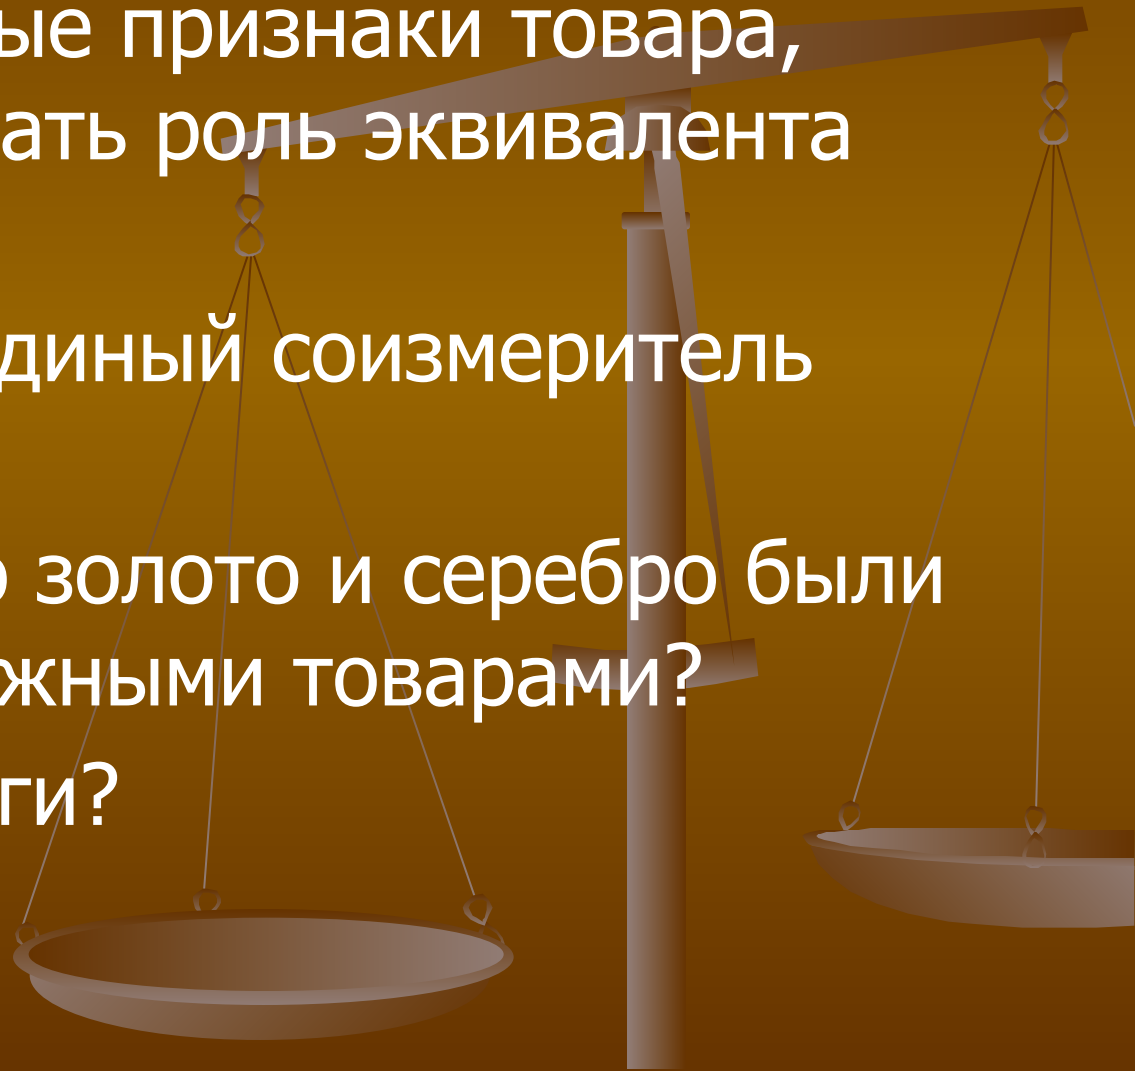 ые признаки товара,
ать роль эквивалента
диный соизмеритель
о золото и серебро были
жными товарами?
ги?